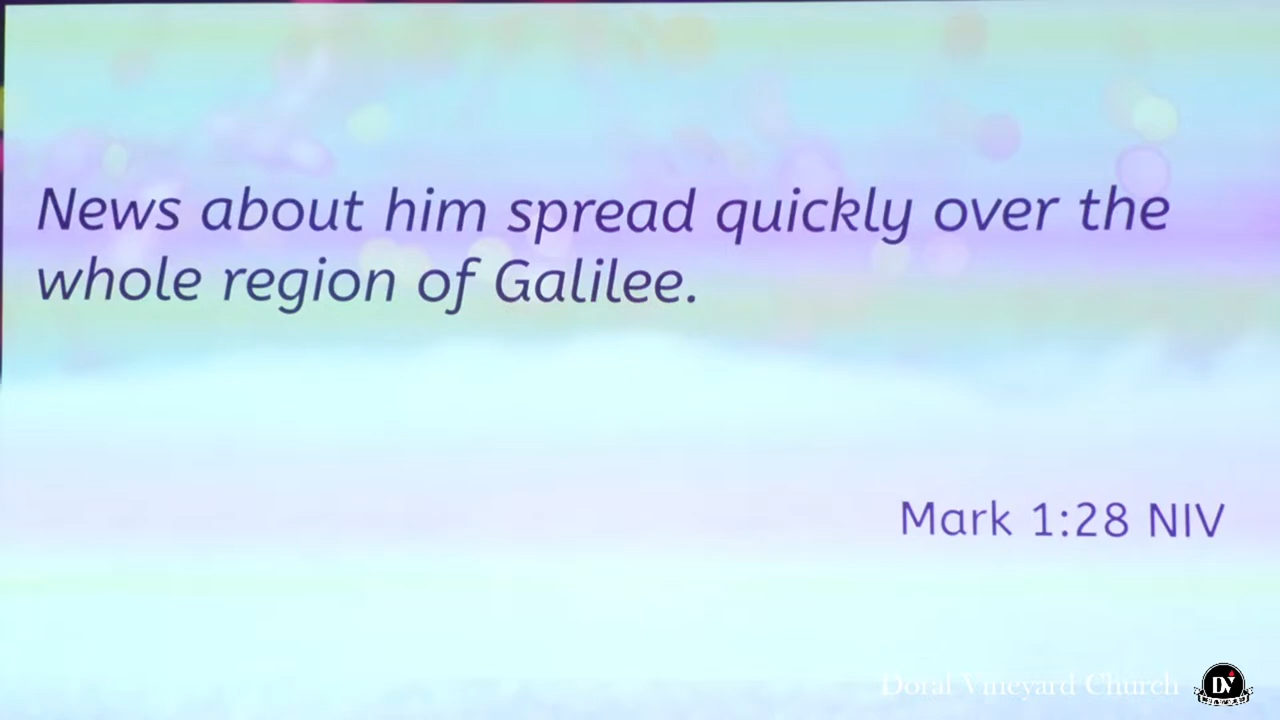 News about him spread quickly over the
whole region of Galilee.
Mark 1:28 NIV
Doral Vineyard Church
DV